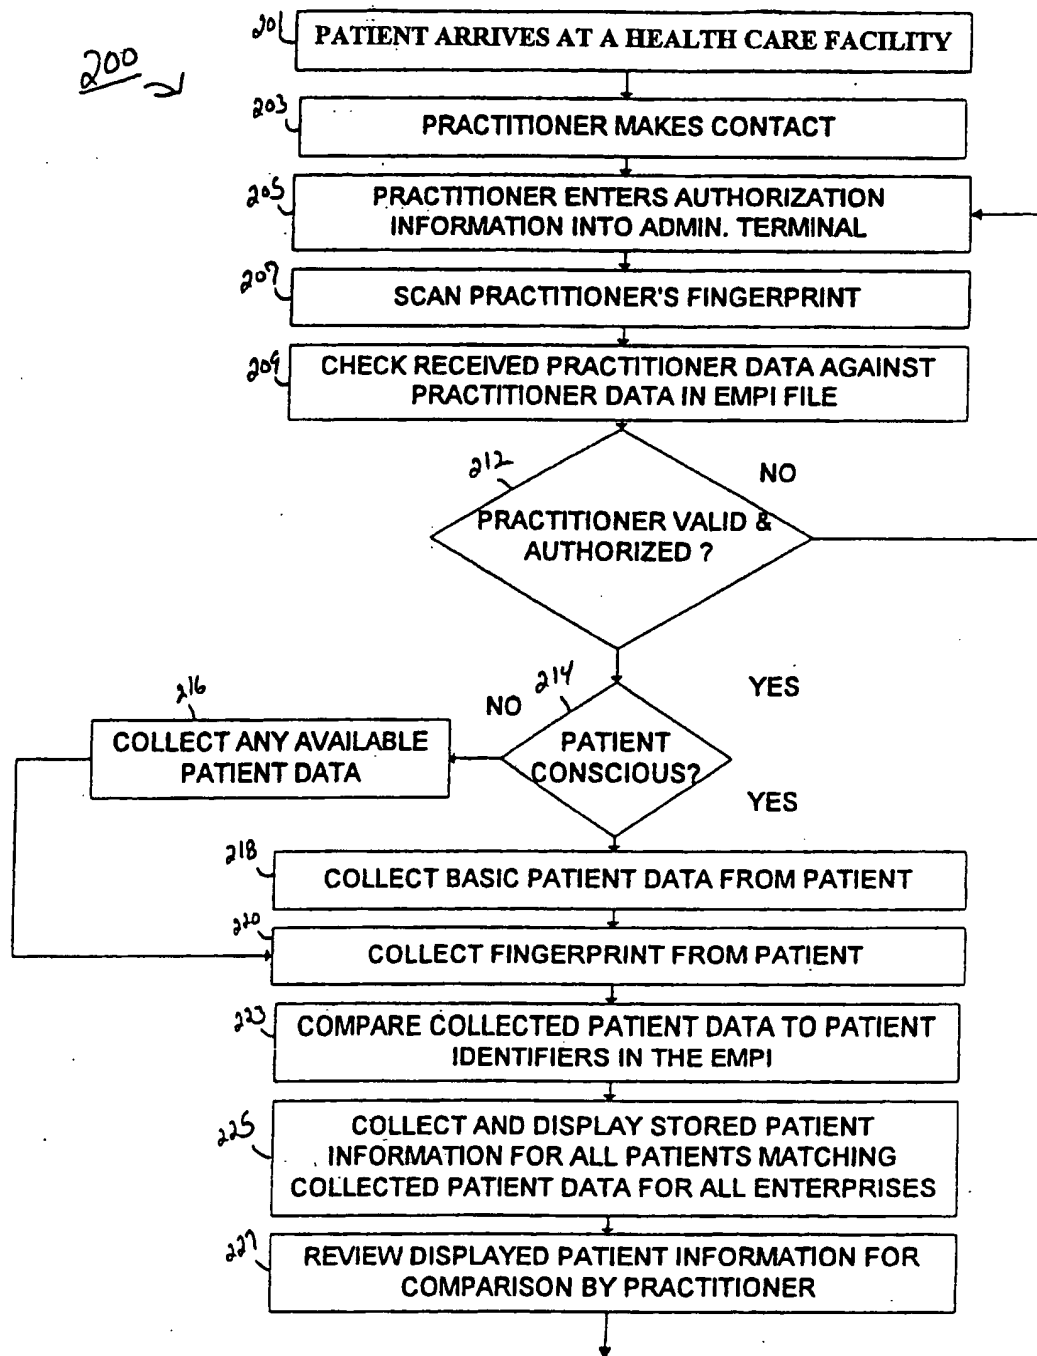 200
201
PATIENT ARRIVES AT A HEALTH CARE FACILITY
203
PRACTITIONER MAKES CONTACT
205
PRACTITIONER ENTERS AUTHORIZATION
INFORMATION INTO ADMIN. TERMINAL
207
SCAN PRACTITIONER'S FINGERPRINT
209
CHECK RECEIVED PRACTITIONER DATA AGAINST
PRACTITIONER DATA IN EMPI FILE
212
NO
PRACTITIONER VALID &
AUTHORIZED ?
YES
214
NO
PATIENT
CONSCIOUS?
YES
216
COLLECT ANY AVAILABLE
PATIENT DATA
218
COLLECT BASIC PATIENT DATA FROM PATIENT
220
COLLECT FINGERPRINT FROM PATIENT
223
COMPARE COLLECTED PATIENT DATA TO PATIENT
IDENTIFIERS IN THE EMPI
225
COLLECT AND DISPLAY STORED PATIENT
INFORMATION FOR ALL PATIENTS MATCHING
COLLECTED PATIENT DATA FOR ALL ENTERPRISES
227
REVIEW DISPLAYED PATIENT INFORMATION FOR
COMPARISON BY PRACTITIONER